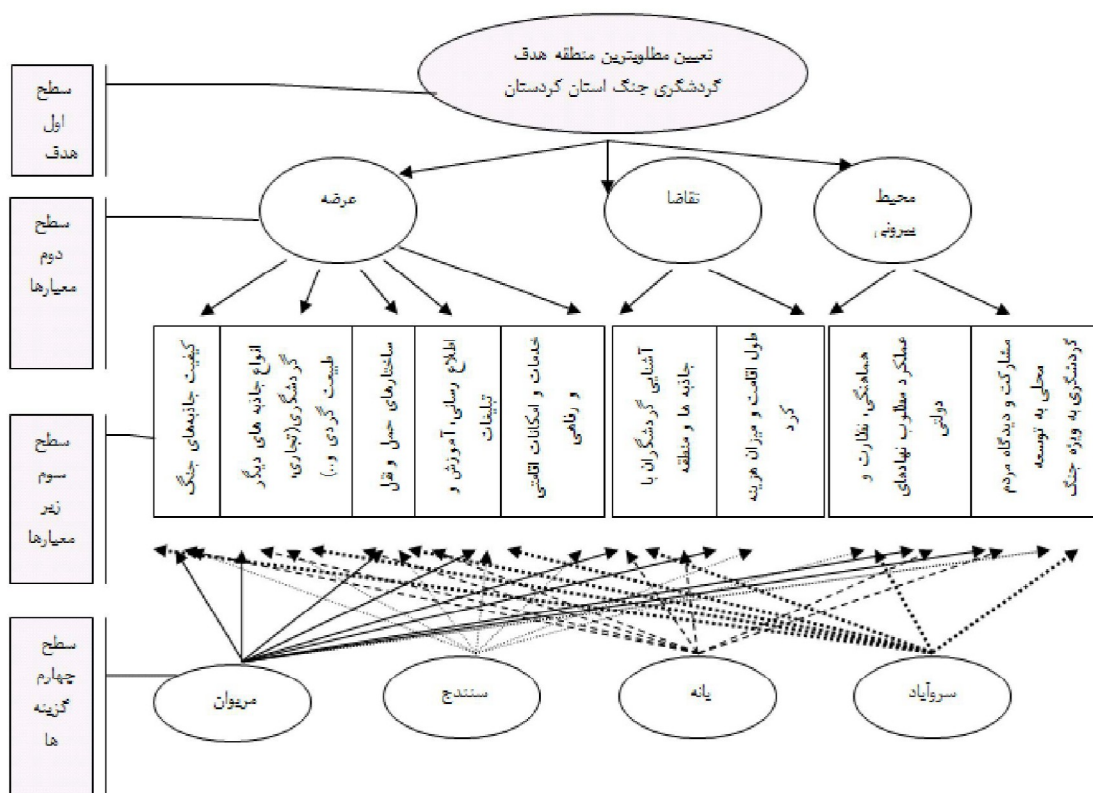 تعیین مطلوبترین منطقه هدف
گردشگری جنگ استان کردستان
سطح
اول
هدف
عرضه
تقاضا
محیط
بیرونی
سطح
دوم
معیارها
کیفیت جاذبه‌های جنگ
انواع جاذبه های دیگر
گردشگری(تجاری،
طبیعت گردی و..)
ساختارهای حمل و نقل
اطلاع رسانی، آموزش و
تبلیغات
خدمات و امکانات اقامتی
و رفاهی
آشنایی گردشگران با
جاذبه ها و منطقه
طول اقامت و میزان هزینه
کرد
هماهنگی، نظارت و
عملکرد مطلوب نهادهای
دولتی
مشارکت و دیدگاه مردم
محلی به توسعه
گردشگری به ویژه جنگ
سطح
سوم
زیر
معیارها
سطح
چهارم
گزینه
ها
مریوان
سنندج
بانه
سروآباد